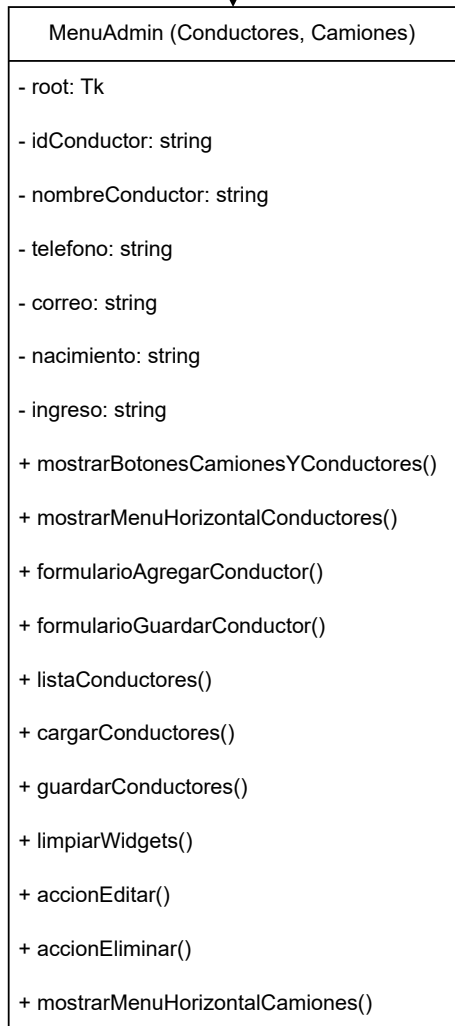 MenuAdmin (Conductores, Camiones)
- root: Tk
- idConductor: string
- nombreConductor: string
- telefono: string
- correo: string
- nacimiento: string
- ingreso: string
+ mostrarBotonesCamionesYConductores()
+ mostrarMenuHorizontalConductores()
+ formularioAgregarConductor()
+ formularioGuardarConductor()
+ listaConductores()
+ cargarConductores()
+ guardarConductores()
+ limpiarWidgets()
+ accionEditar()
+ accionEliminar()
+ mostrarMenuHorizontalCamiones()